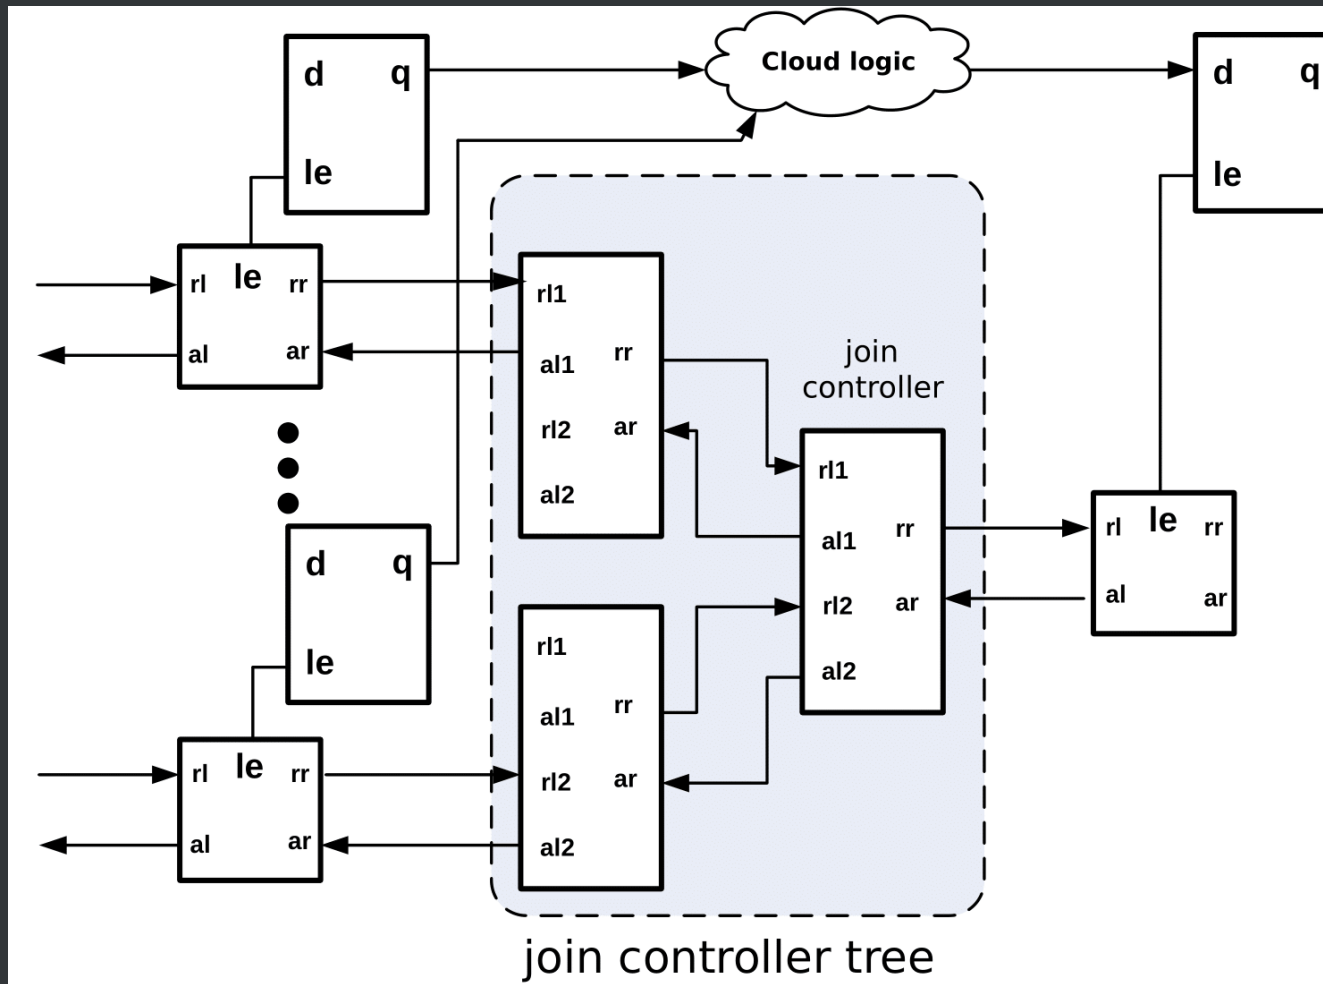 d q
le
Cloud logic
d q
le
rl le rr
al ar
rl1
al1 rr
rl2 ar
al2
join
controller
rl1
al1 rr
rl2 ar
al2
rl le rr
al ar
d q
le
rl le rr
al ar
rl1
al1 rr
rl2 ar
al2
join controller tree